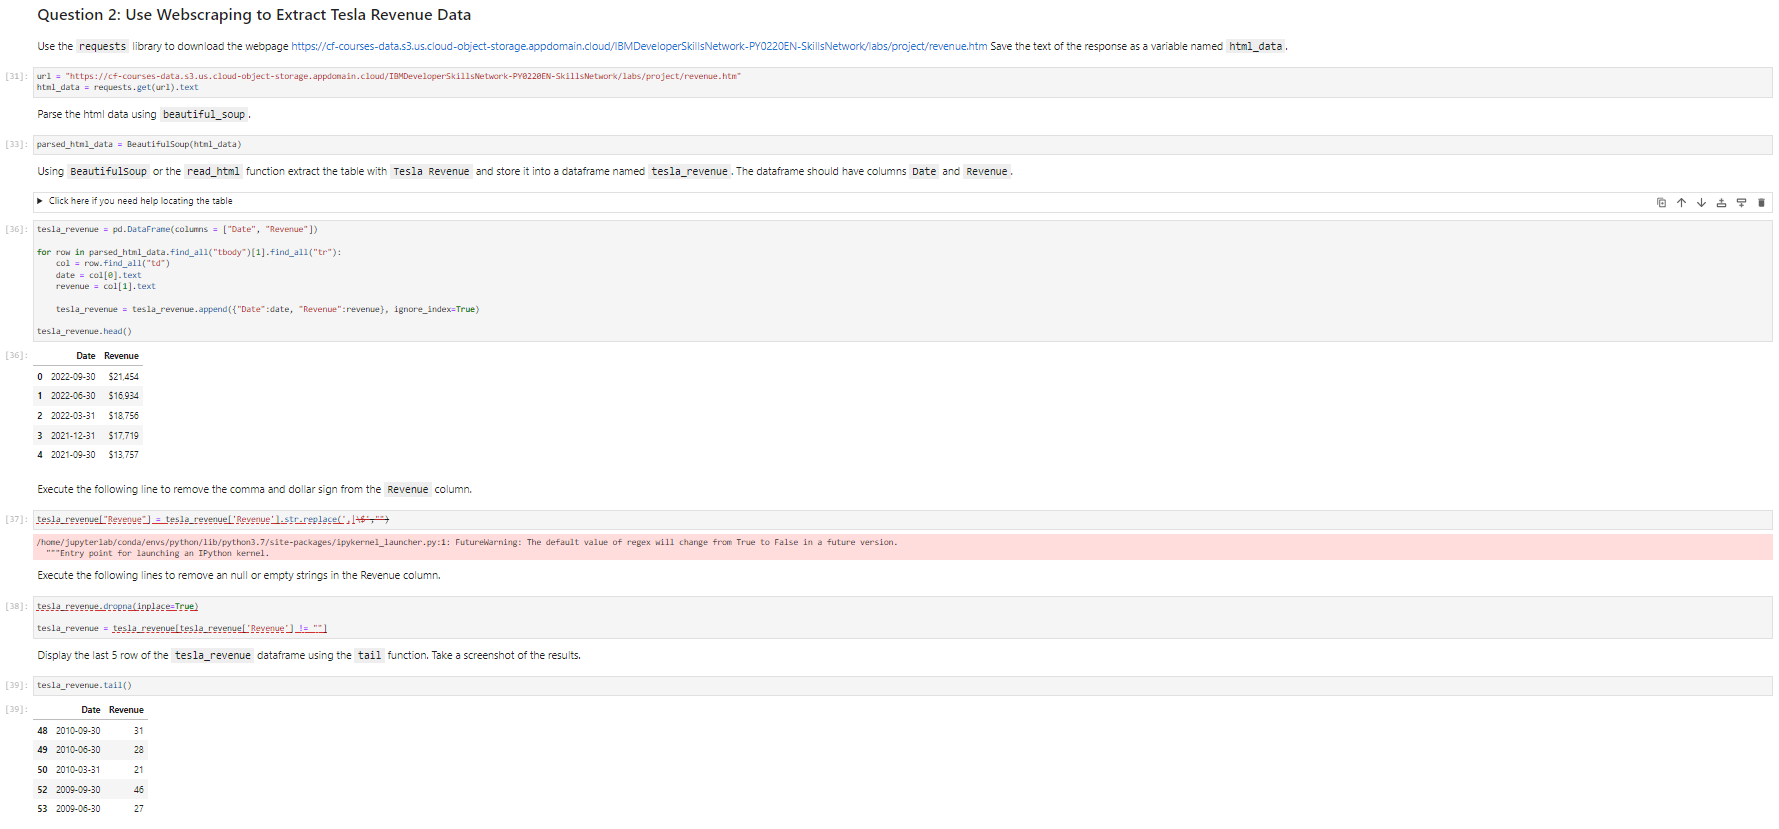 Question 2: Use Webscraping to Extract Tesla Revenue Data
Use the requests library to download the webpage https://cf-courses-data.s3.us.cloud-object-storage.appdomain.cloud/IBMDeveloperSkillsNetwork-PY0220EN-SkillsNetwork/labs/project/revenue.htm Save the text of the response as a variable named html_data.
[31]: url = "https://cf-courses-data.s3.us.cloud-object-storage.appdomain.cloud/IBMDeveloperSkillsNetwork-PY0220EN-SkillsNetwork/labs/project/revenue.htm"
html_data = requests.get(url).text
Parse the html data using beautiful_soup.
[33]: parsed_html_data = BeautifulSoup(html_data)
Using BeautifulSoup or the read_html function extract the table with Tesla Revenue and store it into a dataframe named tesla_revenue. The dataframe should have columns Date and Revenue.
Click here if you need help locating the table
[36]: tesla_revenue = pd.DataFrame(columns = ["Date", "Revenue"])
for row in parsed_html_data.find_all("tbody")[1].find_all("tr"):
    col = row.find_all("td")
    date = col[0].text
    revenue = col[1].text
    tesla_revenue = tesla_revenue.append({"Date":date, "Revenue":revenue}, ignore_index=True)
tesla_revenue.head()
[36]: Date Revenue
0 2022-09-30 $21,454
1 2022-06-30 $16,934
2 2022-03-31 $18,756
3 2021-12-31 $17,719
4 2021-09-30 $13,757
Execute the following line to remove the comma and dollar sign from the Revenue column.
[37]: tesla_revenue["Revenue"] = tesla_revenue['Revenue'].str.replace(',|\$',"")
/home/jupyterlab/conda/envs/python/lib/python3.7/site-packages/ipykernel_launcher.py:1: FutureWarning: The default value of regex will change from True to False in a future version.
  """Entry point for launching an IPython kernel.
Execute the following lines to remove an null or empty strings in the Revenue column.
[38]: tesla_revenue.dropna(inplace=True)
tesla_revenue = tesla_revenue[tesla_revenue['Revenue'] != ""]
Display the last 5 row of the tesla_revenue dataframe using the tail function. Take a screenshot of the results.
[39]: tesla_revenue.tail()
[39]: Date Revenue
48 2010-09-30 31
49 2010-06-30 28
50 2010-03-31 21
52 2009-09-30 46
53 2009-06-30 27